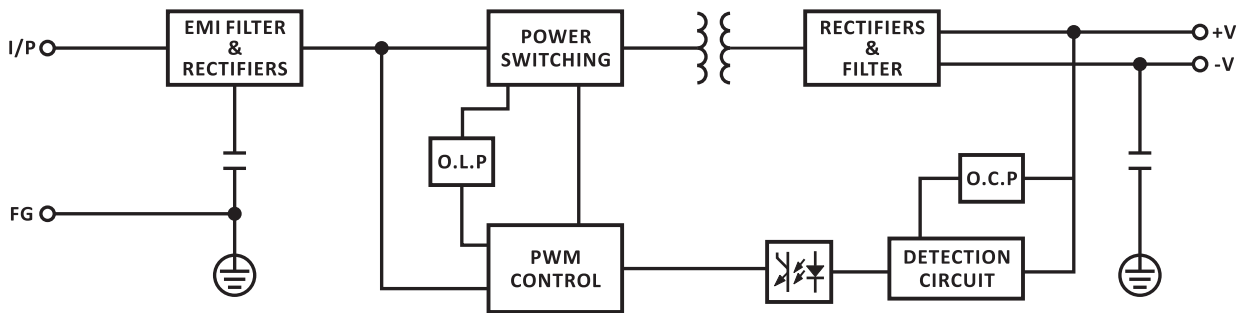 I/P
EMI FILTER
&
RECTIFIERS
POWER
SWITCHING
RECTIFIERS
&
FILTER
+V
-V
O.L.P
O.C.P
FG
PWM
CONTROL
DETECTION
CIRCUIT